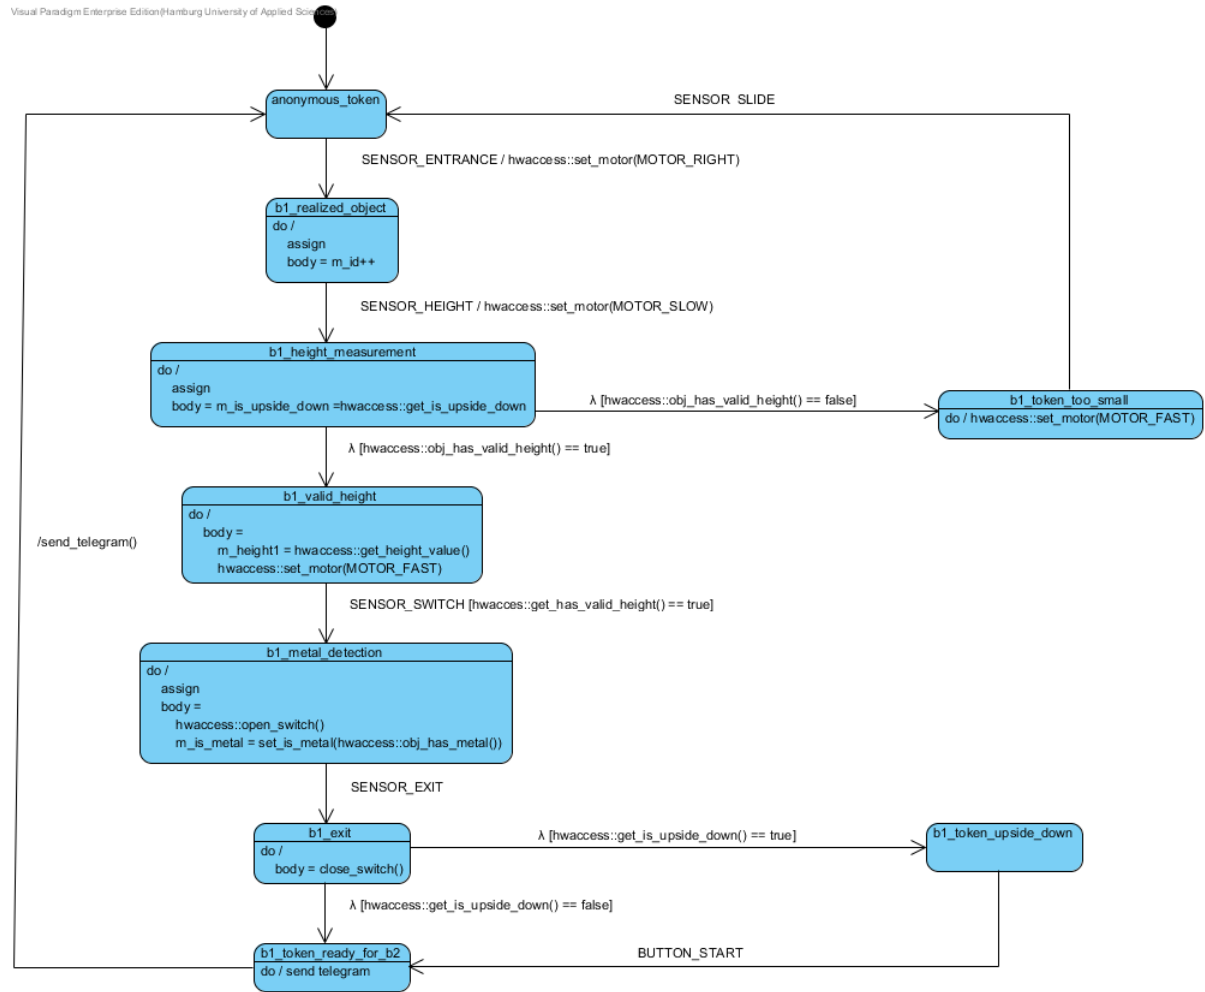 Visual Paradigm Enterprise Edition(Hamburg University of Applied Sciences)
anonymous_token
SENSOR SLIDE
SENSOR_ENTRANCE / hwaccess::set_motor(MOTOR_RIGHT)
b1_realized_object
do /
assign
body = m_id++
SENSOR_HEIGHT / hwaccess::set_motor(MOTOR_SLOW)
b1_height_measurement
do /
assign
body = m_is_upside_down =hwaccess::get_is_upside_down
λ [hwaccess::obj_has_valid_height() == false]
b1_token_too_small
do / hwaccess::set_motor(MOTOR_FAST)
λ [hwaccess::obj_has_valid_height() == true]
b1_valid_height
do /
body =
m_height1 = hwaccess::get_height_value()
hwaccess::set_motor(MOTOR_FAST)
/send_telegram()
SENSOR_SWITCH [hwacces::get_has_valid_height() == true]
b1_metal_detection
do /
assign
body =
hwaccess::open_switch()
m_is_metal = set_is_metal(hwaccess::obj_has_metal())
SENSOR_EXIT
b1_exit
do /
body = close_switch()
λ [hwaccess::get_is_upside_down() == true]
b1_token_upside_down
λ [hwaccess::get_is_upside_down() == false]
b1_token_ready_for_b2
do / send telegram
BUTTON_START